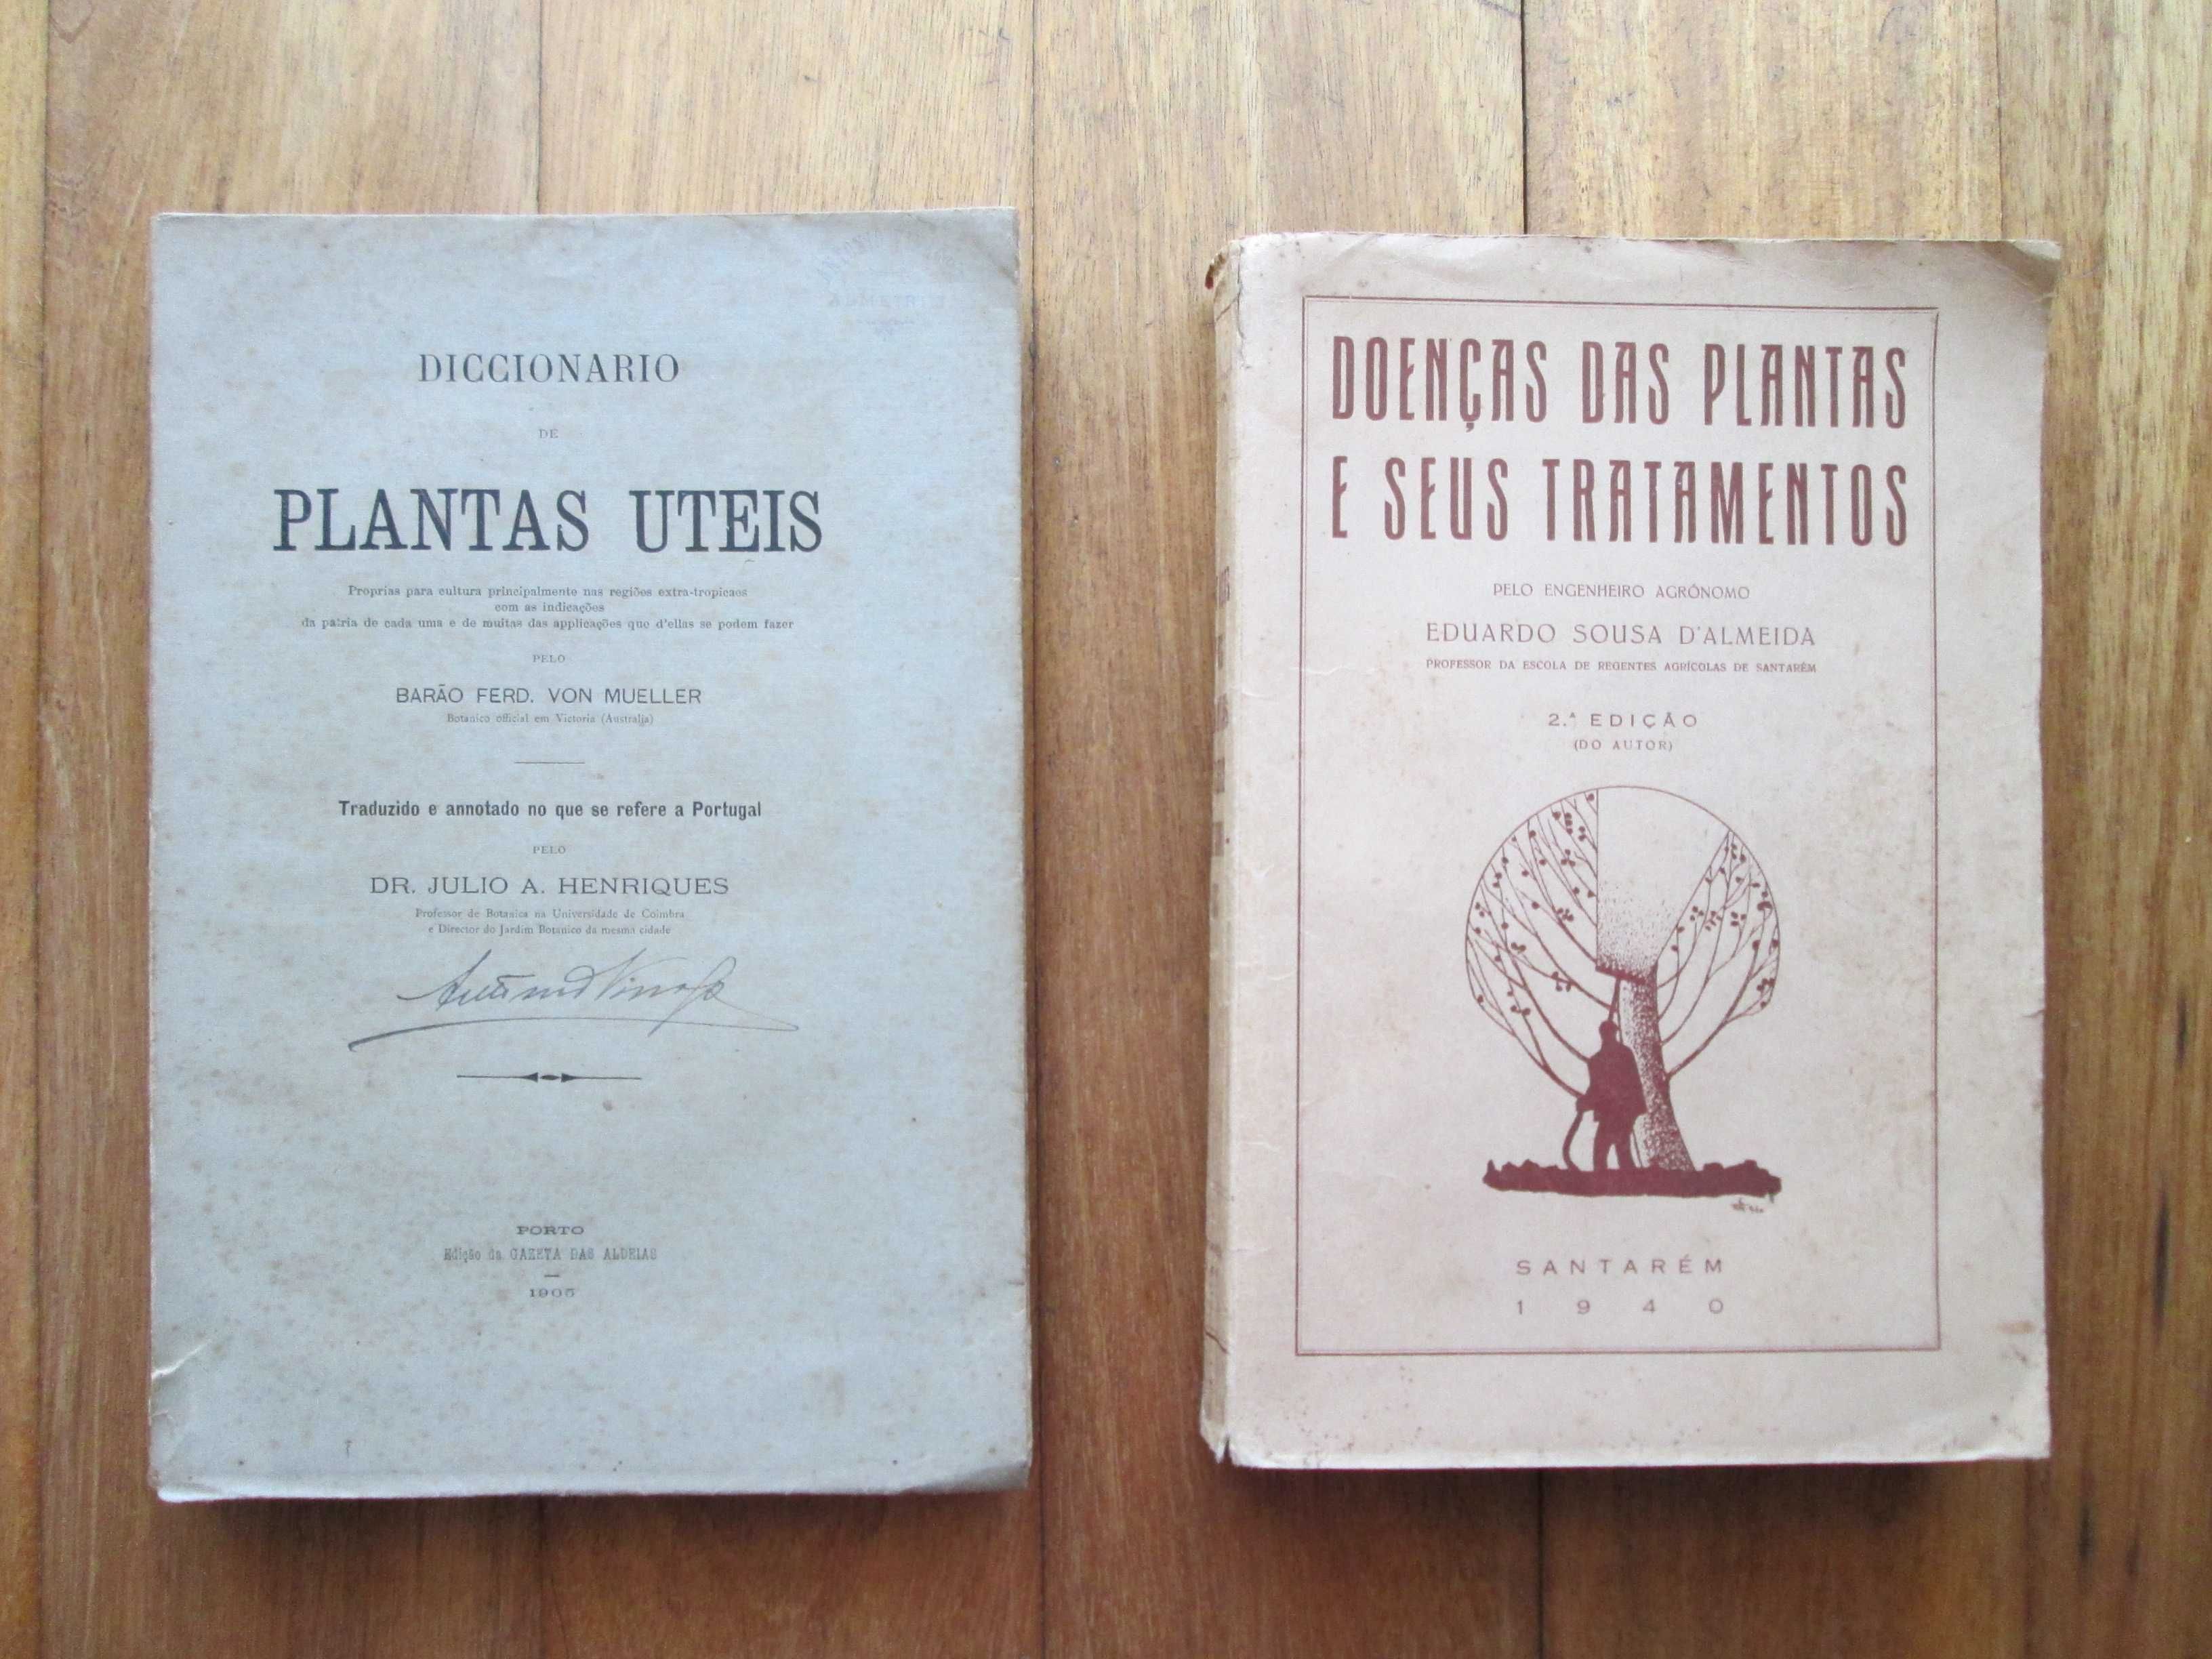 DICCIONARIO
DE
PLANTAS UTEIS
Proprias para cultura principalmente nas regiões extra-tropicaes
com as indicações
da patria de cada uma e de muitas das applicações que d'ellas se podem fazer
PELO
BARÃO FERD. VON MUELLER
Botanico official em Victoria (Australia)
Traduzido e annotado no que se refere a Portugal
PELO
DR. JULIO A. HENRIQUES
Professor de Botanica na Universidade de Coimbra
e Director do Jardim Botanico da mesma cidade
PORTO
Edição da GAZETA DAS ALDEIAS
DOENÇAS DAS PLANTAS
E SEUS TRATAMENTOS
PELO ENGENHEIRO AGRÓNOMO
EDUARDO SOUSA D'ALMEIDA
PROFESSOR DA ESCOLA DE REGENTES AGRÍCOLAS DE SANTARÉM
2.ª EDIÇÃO
(DO AUTOR)
SANTARÉM
1940